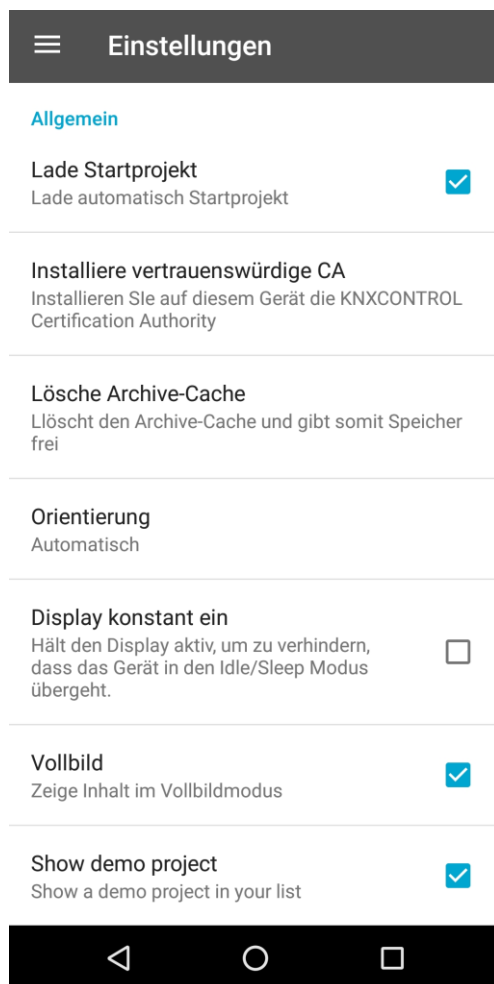 Einstellungen
Allgemein
Lade Startprojekt
Lade automatisch Startprojekt
Installiere vertrauenswürdige CA
Installieren SIe auf diesem Gerät die KNXCONTROL
Certification Authority
Lösche Archive-Cache
Llöscht den Archive-Cache und gibt somit Speicher
frei
Orientierung
Automatisch
Display konstant ein
Hält den Display aktiv, um zu verhindern,
dass das Gerät in den Idle/Sleep Modus
übergeht.
Vollbild
Zeige Inhalt im Vollbildmodus
Show demo project
Show a demo project in your list